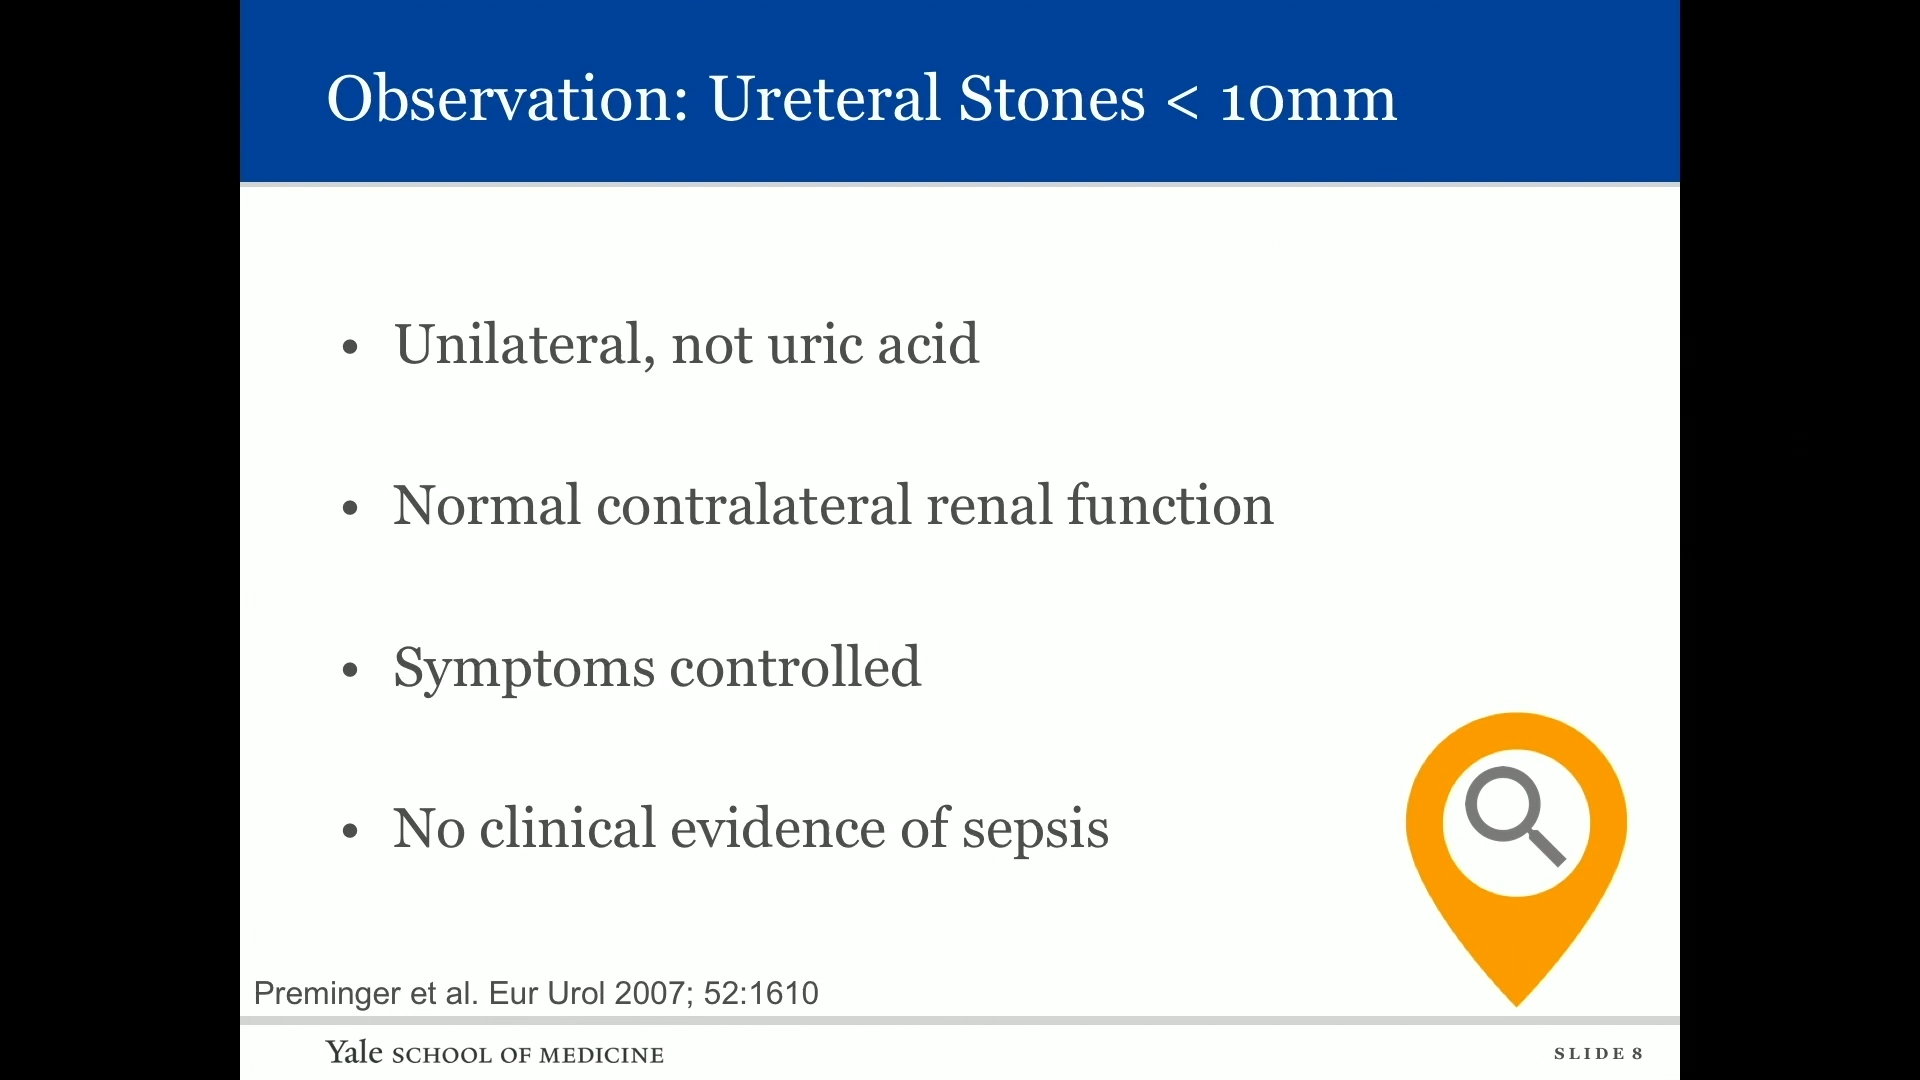 Observation: Ureteral Stones < 10mm
• Unilateral, not uric acid
• Normal contralateral renal function
• Symptoms controlled
• No clinical evidence of sepsis
Preminger et al. Eur Urol 2007; 52:1610
Yale SCHOOL OF MEDICINE
SLIDE 8